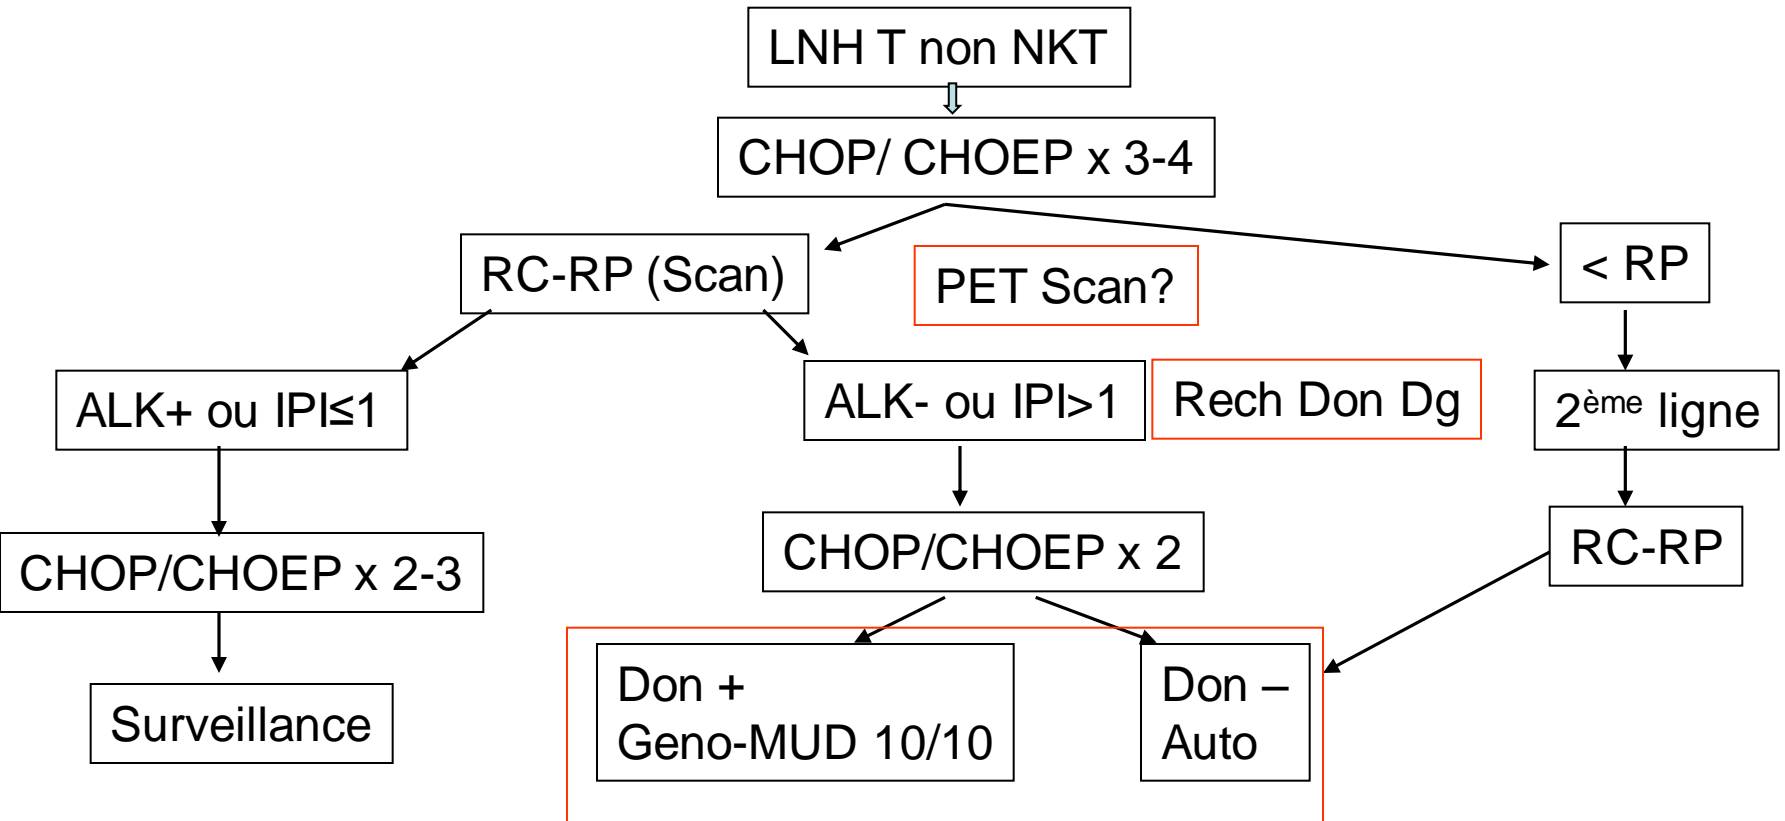 LNH T non NKT
CHOP/ CHOEP x 3-4
RC-RP (Scan)
PET Scan?
< RP
ALK+ ou IPI≤1
ALK- ou IPI>1
Rech Don Dg
2ème ligne
CHOP/CHOEP x 2-3
CHOP/CHOEP x 2
RC-RP
Surveillance
Don +
Geno-MUD 10/10
Don –
Auto